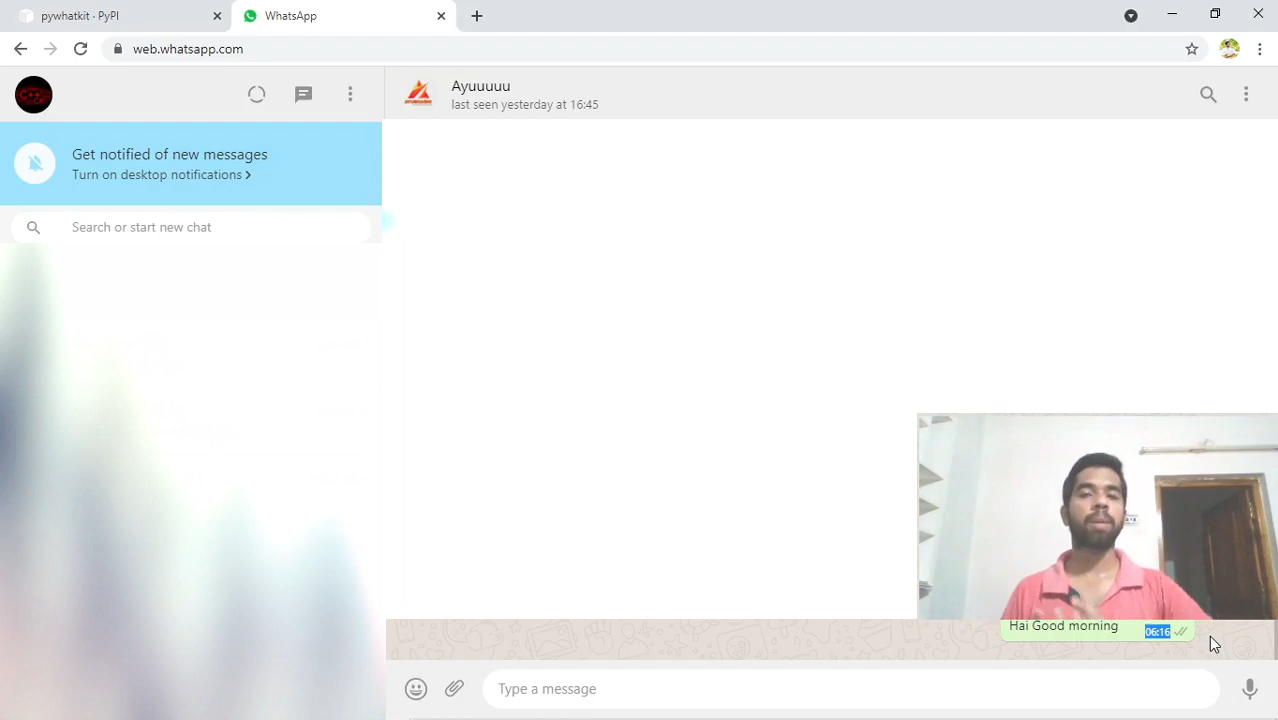 pywhatkit · PyPI
WhatsApp
web.whatsapp.com
Ayuuuuu
last seen yesterday at 16:45
Get notified of new messages
Turn on desktop notifications >
Search or start new chat
Hai Good morning 06:16
Type a message